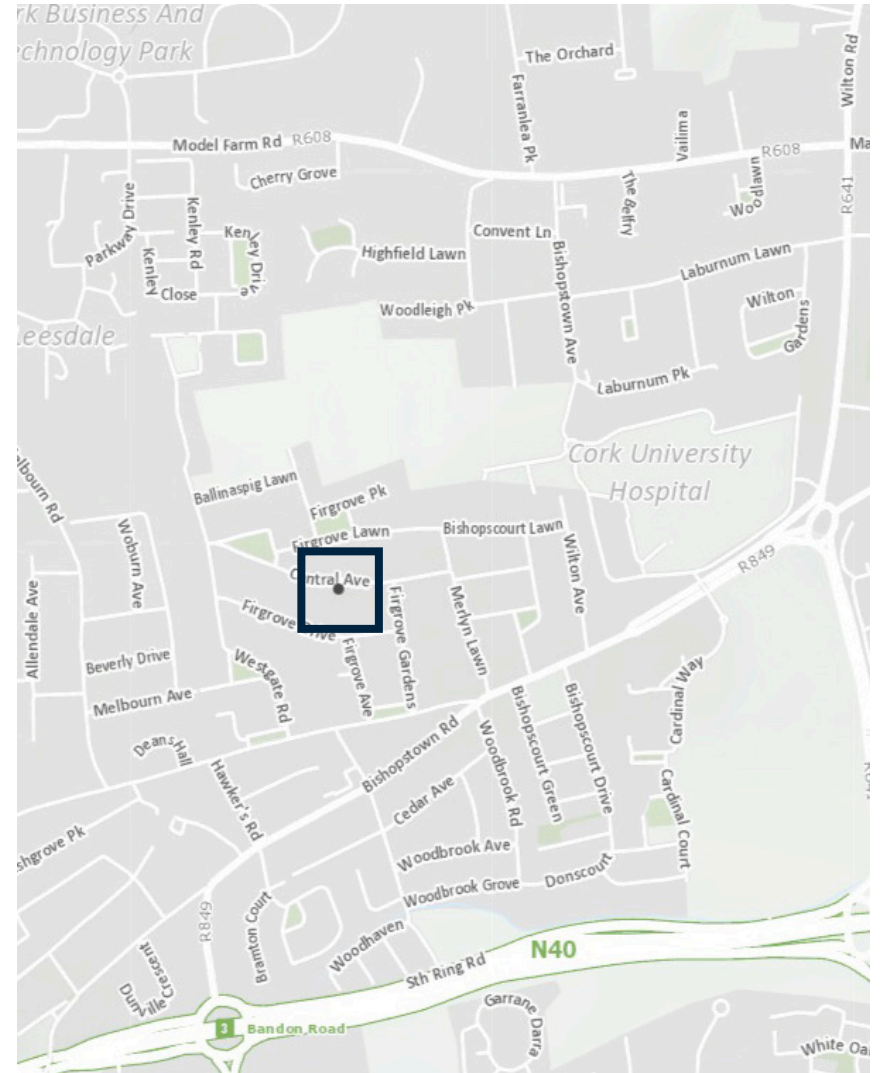 rk Business And
echnology Park
The Orchard
Wilton Rd
Farranlea Pk
Model Farm Rd R608
Vailima
R608
Ma
Cherry Grove
The Belfry
Woodlawn
R641
Parkway Drive
Kenley Rd
Kenley Drive
Convent Ln
Highfield Lawn
Bishopstown Ave
Laburnum Lawn
Kenley
Close
Woodleigh Pk
Wilton
Gardens
Leesdale
Laburnum Pk
Cork University
Hospital
elbourn Rd
Ballinaspig Lawn
Firgrove Pk
Woburn Ave
Firgrove Lawn
Bishopscourt Lawn
Wilton Ave
R849
Central Ave
Allendale Ave
Firgrove Drive
Firgrove Gardens
Merlyn Lawn
Beverly Drive
Westgate Rd
Firgrove Ave
Cardinal Way
Melbourn Ave
Bishopscourt Green
Bishopscourt Drive
Deans Hall
Bishopstown Rd
Woodbrook Rd
Hawker's Rd
Cedar Ave
Cardinal Court
shgrove Pk
Woodbrook Ave
Woodbrook Grove
Donscourt
R849
Bramton Court
Woodhaven
N40
Sth Ring Rd
Dunville Crescent
Garrane Darra
3
Bandon Road
White Oa